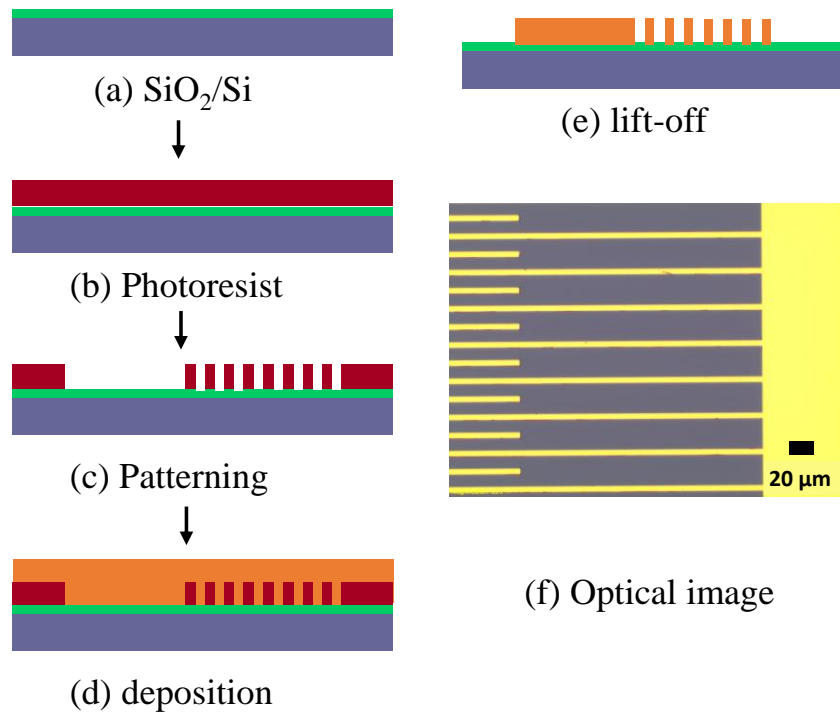 (a) SiO₂/Si
(b) Photoresist
(c) Patterning
(d) deposition
(e) lift-off
20 µm
(f) Optical image